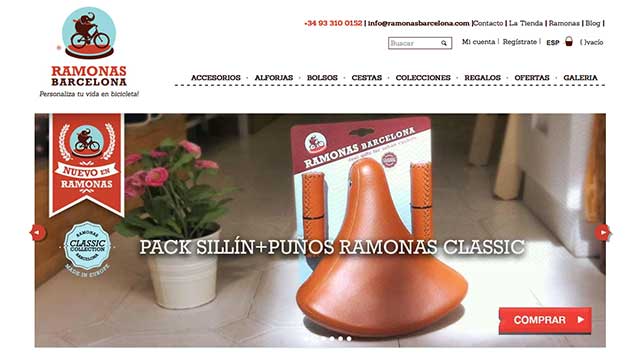 +34 93 310 0152 | info@ramonasbarcelona.com |Contacto | La Tienda | Ramonas | Blog |
Buscar
Mi cuenta | Regístrate |
ESP
( )vacío
RAMONAS
BARCELONA
Personaliza tu vida en bicicleta!
ACCESORIOS · ALFORJAS · BOLSOS · CESTAS · COLECCIONES · REGALOS · OFERTAS · GALERIA
NUEVO EN
RAMONAS
RAMONAS BARCELONA
RAMONAS
CLASSIC
COLLECTION
BARCELONA
MADE IN EUROPE
PACK SILLÍN+PUÑOS RAMONAS CLASSIC
COMPRAR